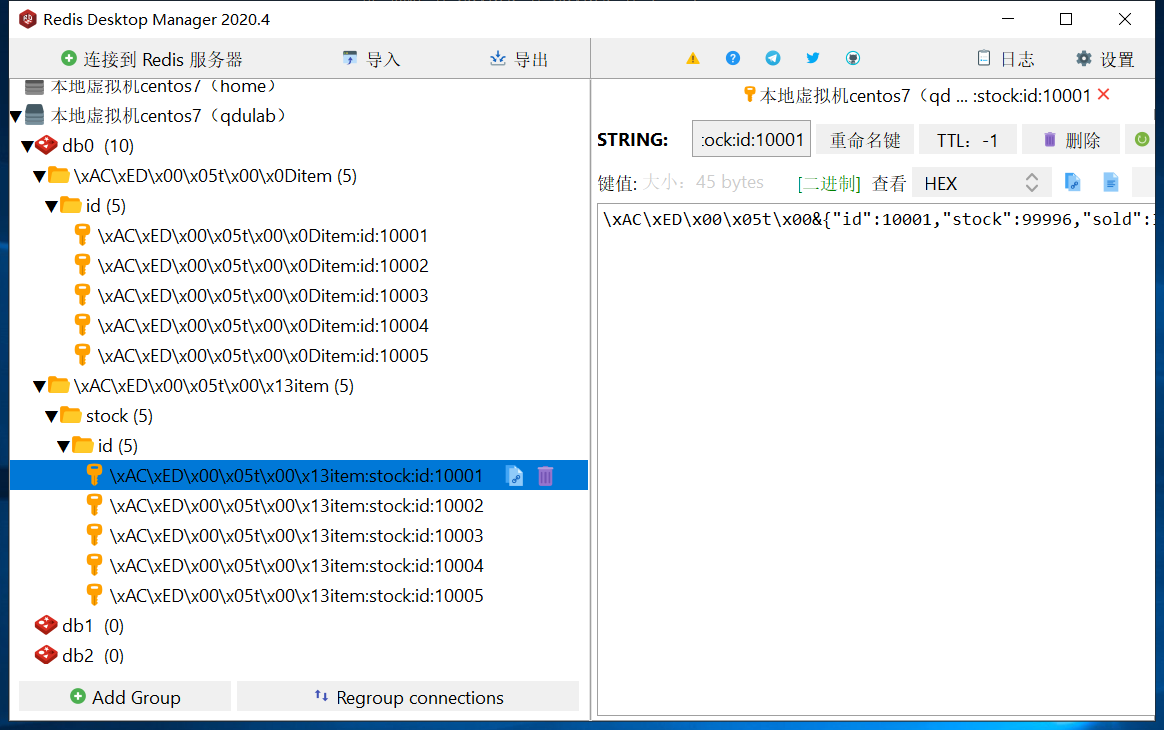 Redis Desktop Manager 2020.4
连接到 Redis 服务器 导入 导出 日志 设置
本地虚拟机centos7（home）
本地虚拟机centos7（qdulab）
db0 (10)
\xAC\xED\x00\x05t\x00\x0Ditem (5)
id (5)
\xAC\xED\x00\x05t\x00\x0Ditem:id:10001
\xAC\xED\x00\x05t\x00\x0Ditem:id:10002
\xAC\xED\x00\x05t\x00\x0Ditem:id:10003
\xAC\xED\x00\x05t\x00\x0Ditem:id:10004
\xAC\xED\x00\x05t\x00\x0Ditem:id:10005
\xAC\xED\x00\x05t\x00\x13item (5)
stock (5)
id (5)
\xAC\xED\x00\x05t\x00\x13item:stock:id:10001
\xAC\xED\x00\x05t\x00\x13item:stock:id:10002
\xAC\xED\x00\x05t\x00\x13item:stock:id:10003
\xAC\xED\x00\x05t\x00\x13item:stock:id:10004
\xAC\xED\x00\x05t\x00\x13item:stock:id:10005
db1 (0)
db2 (0)
Add Group Regroup connections
本地虚拟机centos7（qd ... :stock:id:10001
STRING: :ock:id:10001 重命名键 TTL：-1 删除
键值: 大小：45 bytes [二进制] 查看 HEX
\xAC\xED\x00\x05t\x00&{"id":10001,"stock":99996,"sold":